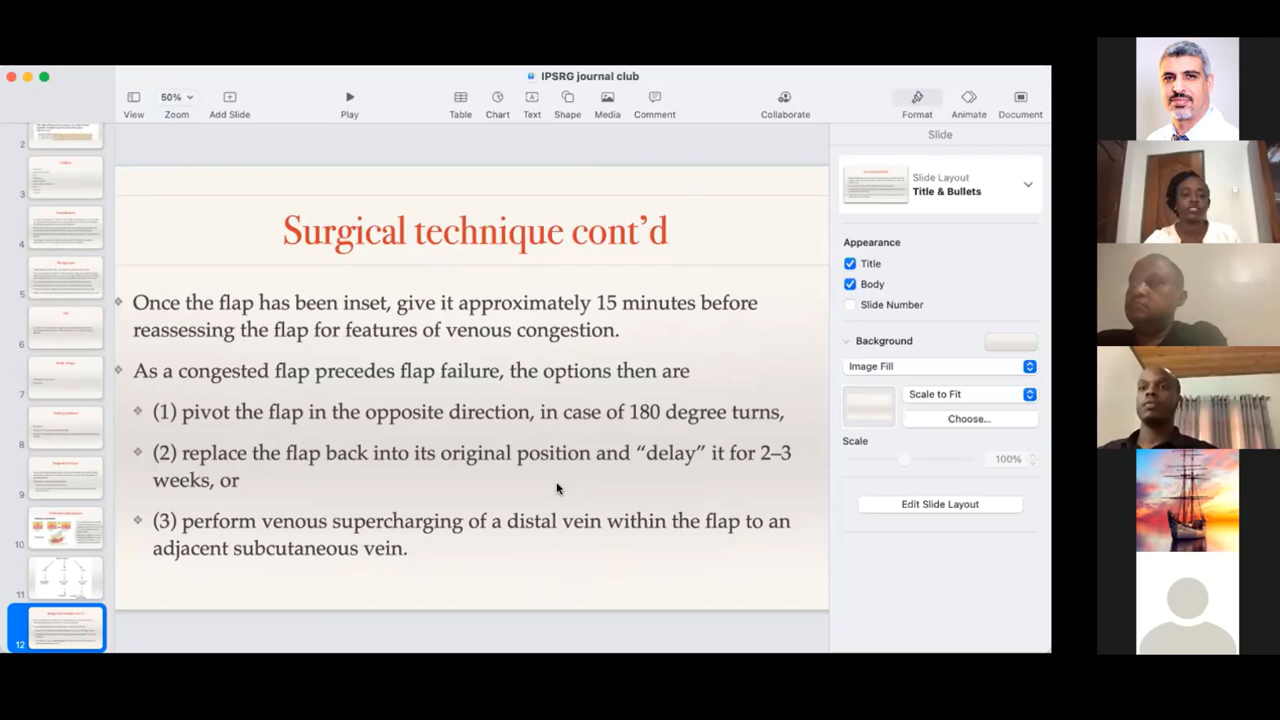 IPSRG journal club
50%
View
Zoom
Add Slide
Play
Table
Chart
Text
Shape
Media
Comment
Collaborate
Format
Animate
Document
Slide
2
3
4
5
6
7
8
9
10
11
12
Surgical technique cont’d
Once the flap has been inset, give it approximately 15 minutes before
reassessing the flap for features of venous congestion.
As a congested flap precedes flap failure, the options then are
(1) pivot the flap in the opposite direction, in case of 180 degree turns,
(2) replace the flap back into its original position and “delay” it for 2–3
weeks, or
(3) perform venous supercharging of a distal vein within the flap to an
adjacent subcutaneous vein.
Slide Layout
Title & Bullets
Appearance
Title
Body
Slide Number
Background
Image Fill
Scale to Fit
Choose...
Scale
100%
Edit Slide Layout